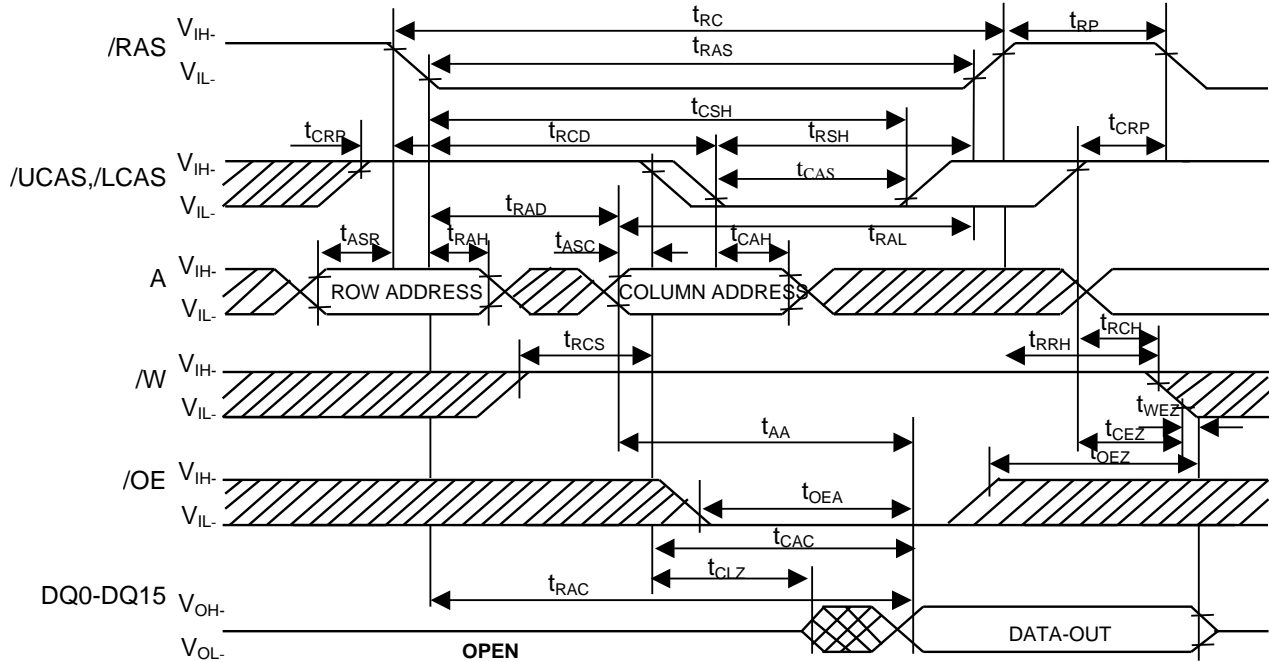 tRC
tRP
VIH-
/RAS
tRAS
VIL-
tCSH
tCRP
tRCD
tRSH
tCRP
VIH-
/UCAS,/LCAS
tCAS
VIL-
tRAD
tASR
tRAH
tASC
tCAH
tRAL
VIH-
A
ROW ADDRESS
COLUMN ADDRESS
VIL-
tRCH
tRCS
tRRH
VIH-
/W
VIL-
tWEZ
tAA
tCEZ
tOEZ
VIH-
/OE
tOEA
VIL-
tCAC
tCLZ
tRAC
DQ0-DQ15
VOH-
DATA-OUT
VOL-
OPEN